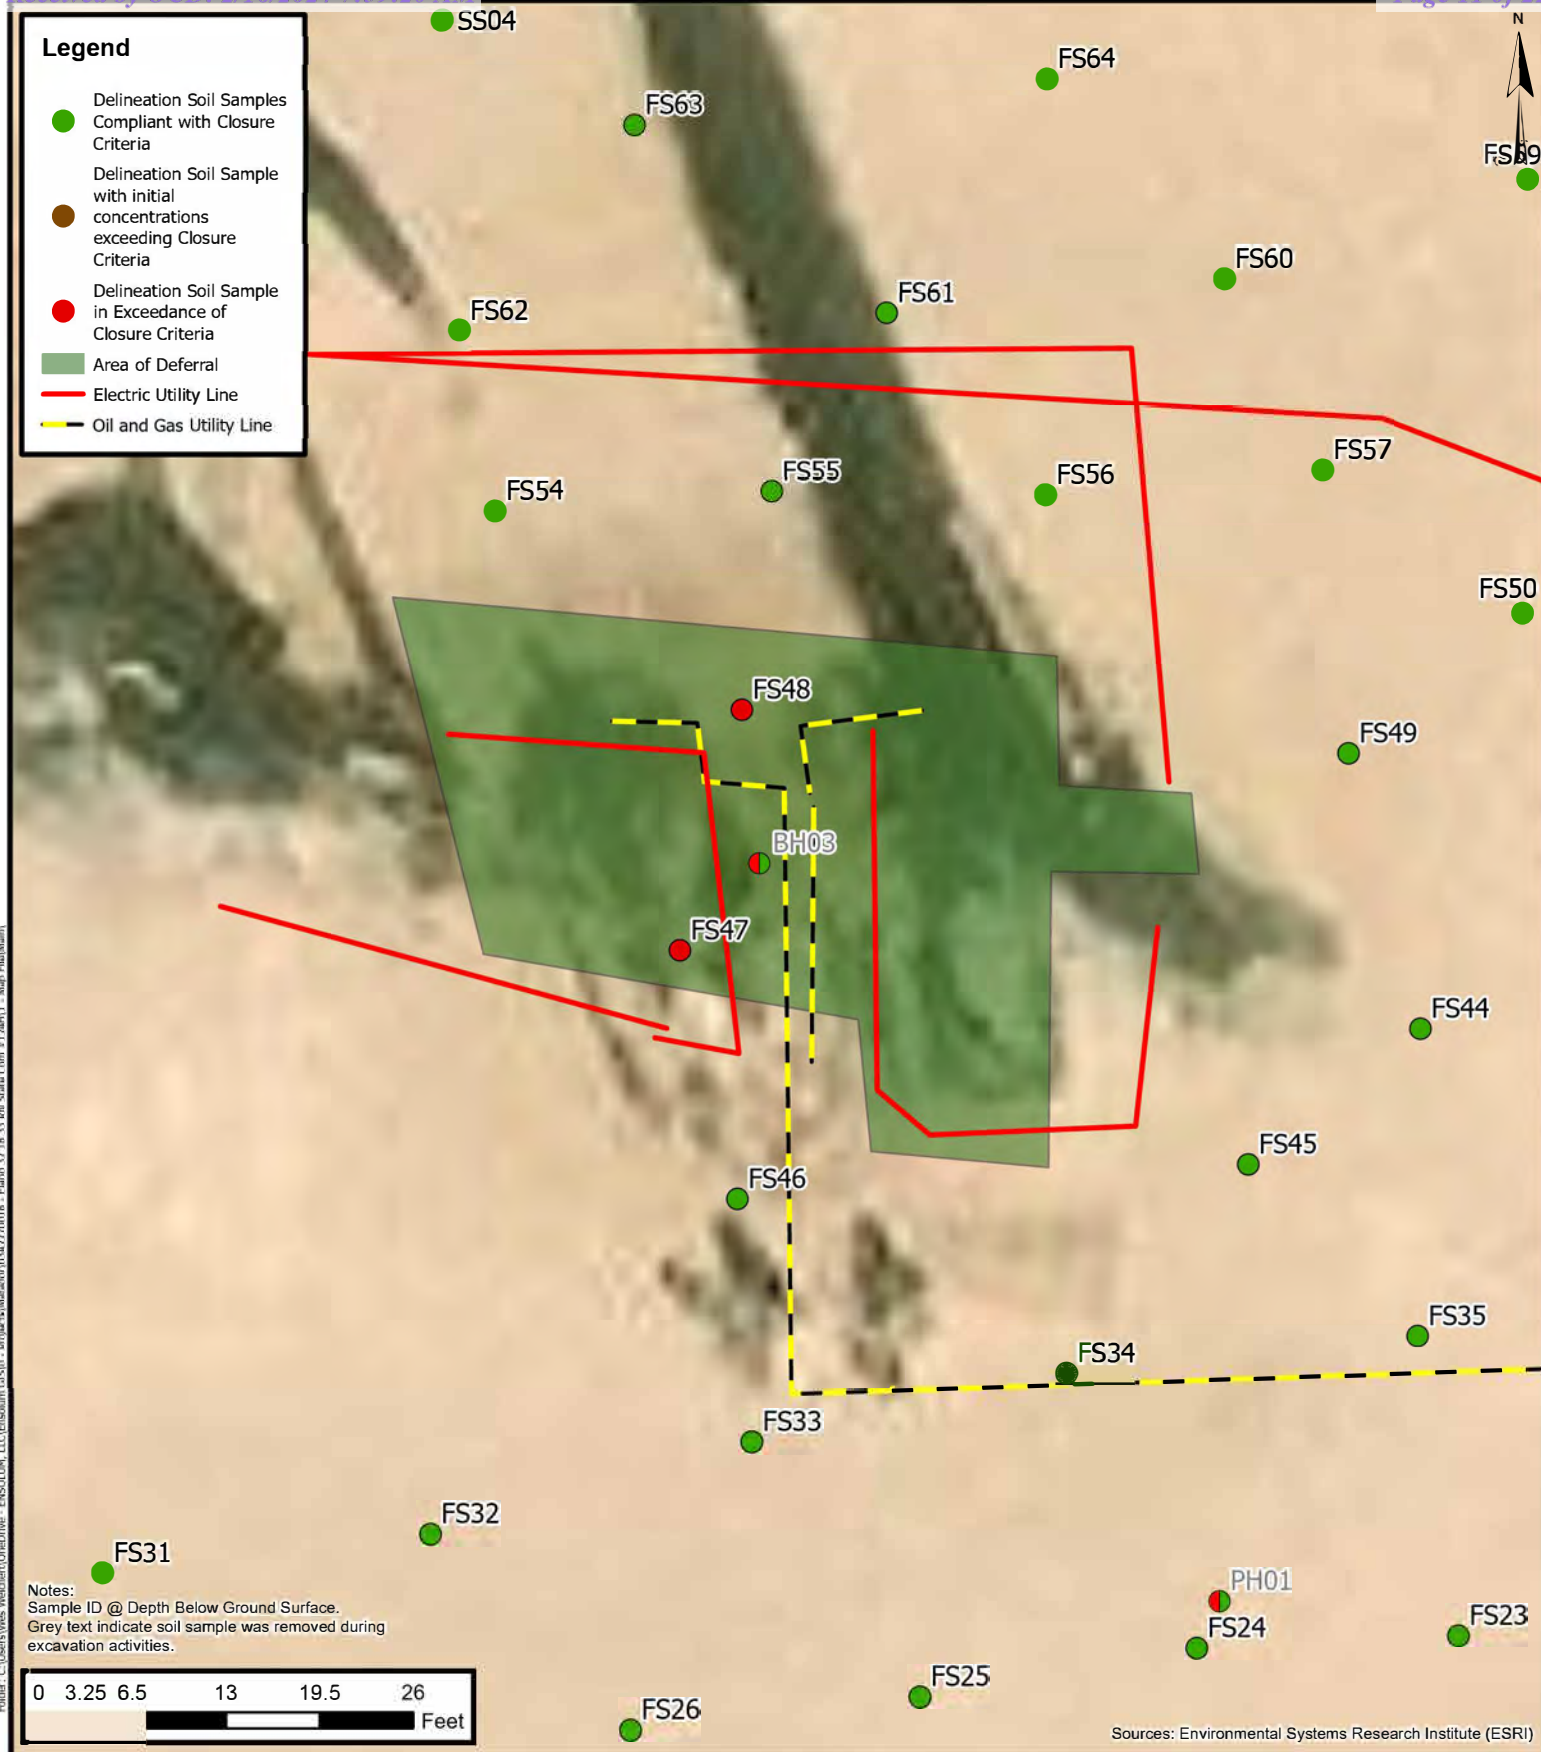 Legend
Delineation Soil Samples
Compliant with Closure
Criteria
Delineation Soil Sample
with initial
concentrations
exceeding Closure
Criteria
Delineation Soil Sample
in Exceedance of
Closure Criteria
Area of Deferral
Electric Utility Line
Oil and Gas Utility Line
N
SS04
FS64
FS63
FS59
FS60
FS61
FS62
FS57
FS55
FS56
FS54
FS50
FS48
FS49
BH03
FS47
FS44
FS45
FS46
FS35
FS34
FS33
FS32
FS31
PH01
FS24
FS23
FS25
FS26
Notes:
Sample ID @ Depth Below Ground Surface.
Grey text indicate soil sample was removed during
excavation activities.
0 3.25 6.5 13 19.5 26
Feet
Sources: Environmental Systems Research Institute (ESRI)